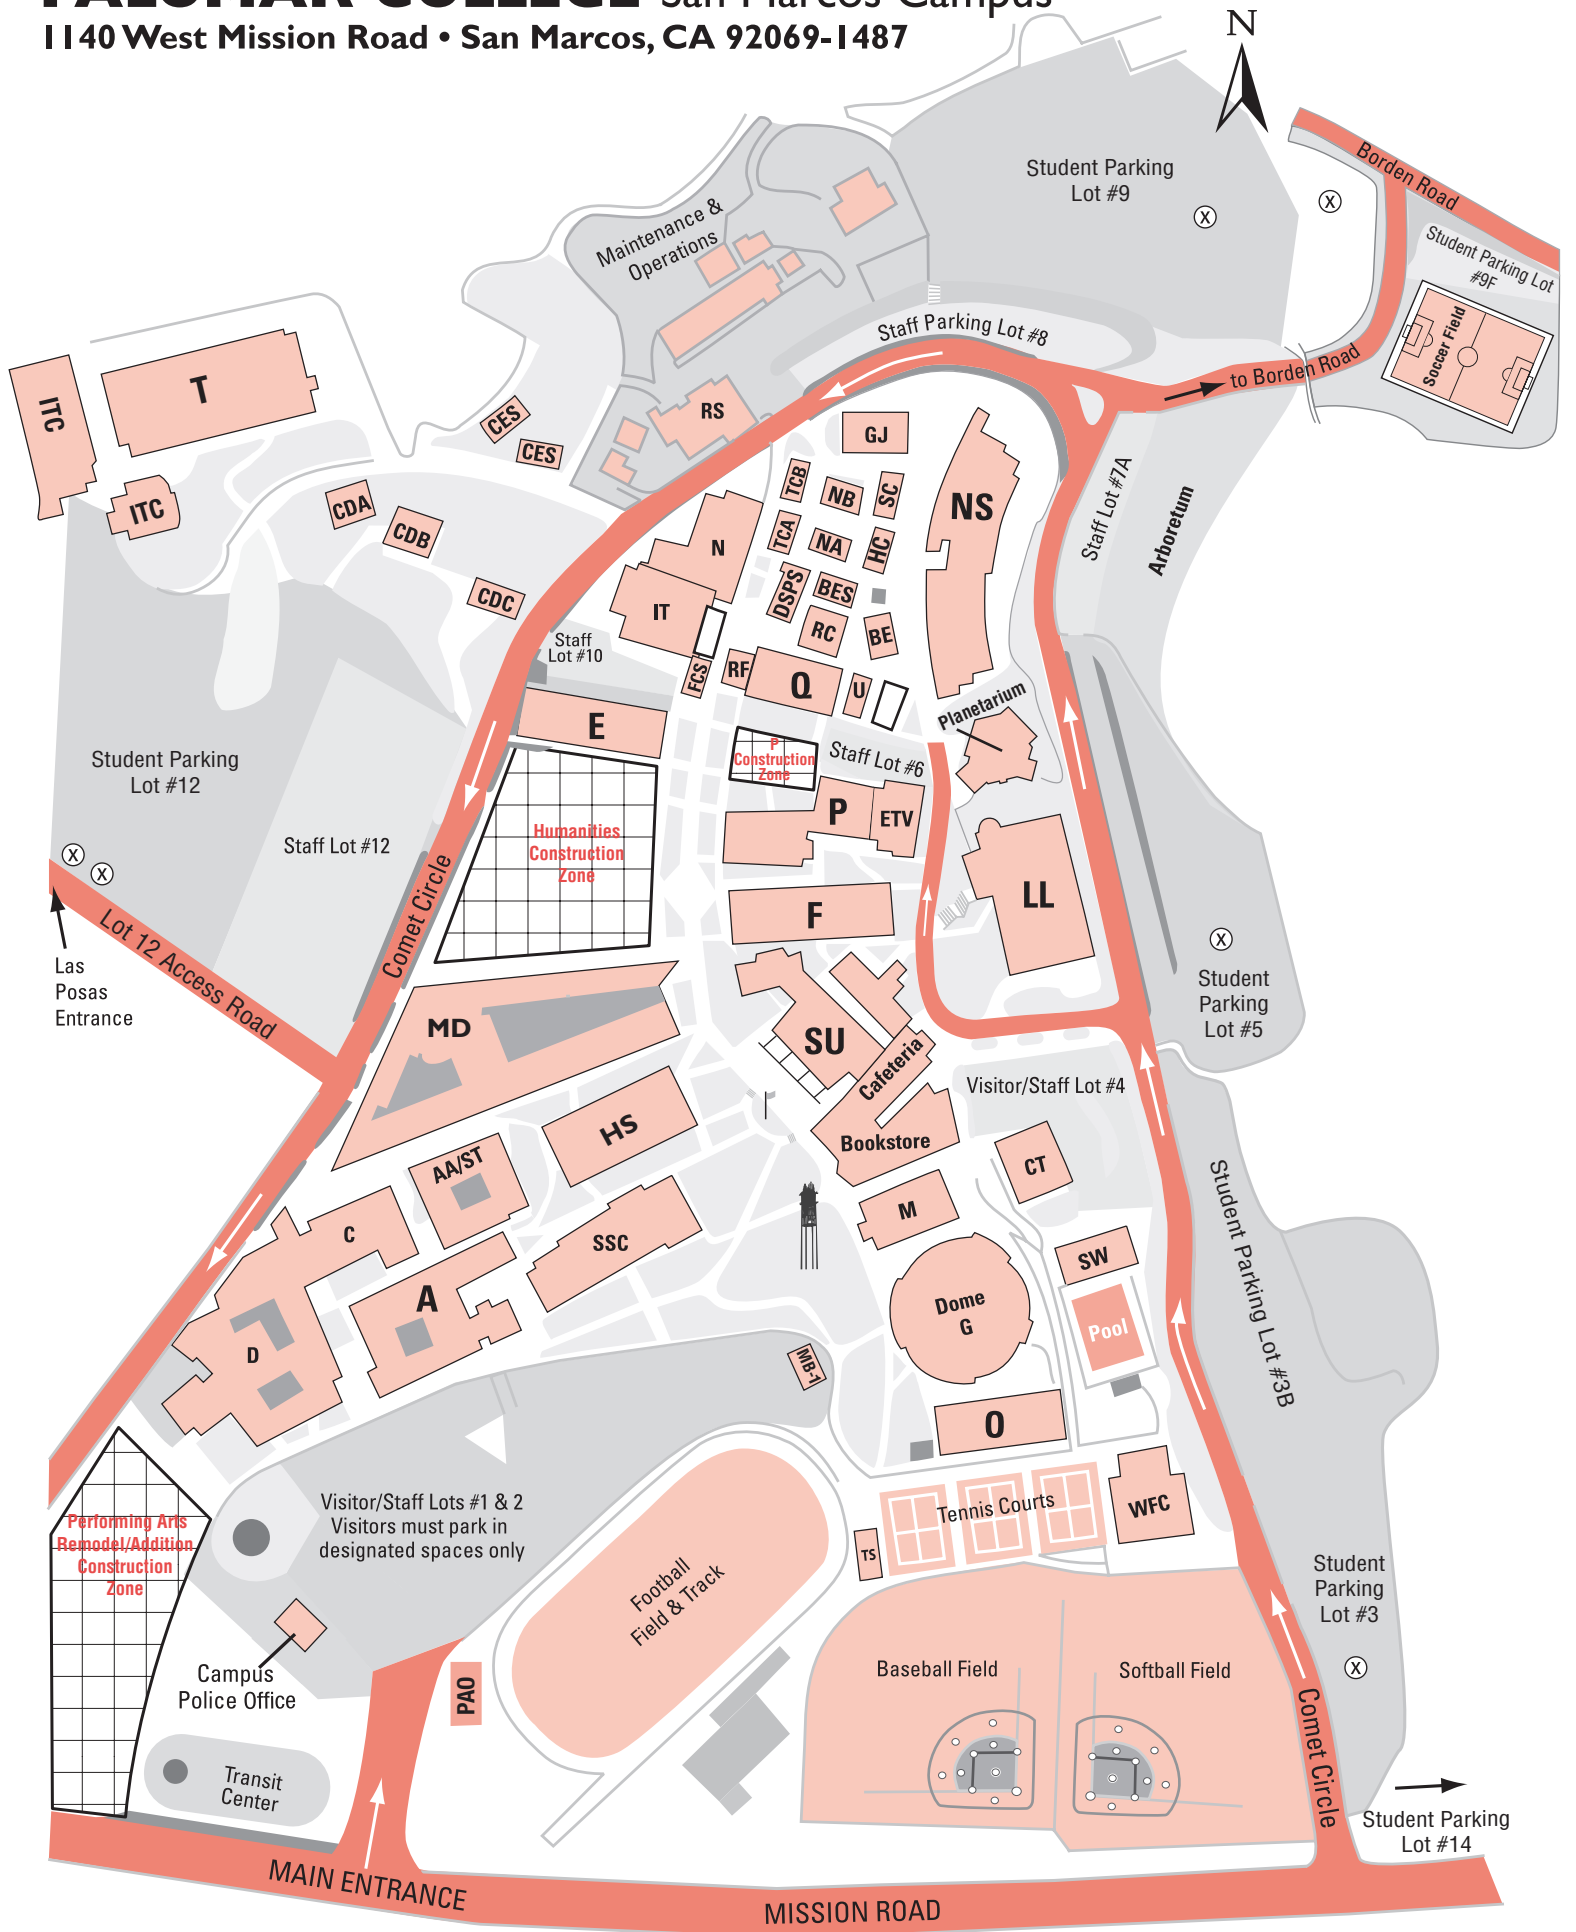 PALOMAR COLLEGE San Marcos Campus
1140 West Mission Road • San Marcos, CA 92069-1487
N
Student Parking
Lot #9
X
X
Borden Road
Student Parking Lot
#9F
Soccer Field
to Borden Road
Maintenance &
Operations
Staff Parking Lot #8
ITC
T
ITC
CES
CES
RS
GJ
NS
Staff Lot #7A
Arboretum
CDA
CDB
CDC
TCB
NB
SC
TCA
NA
HC
N
IT
DSPS
BES
RC
BE
Staff
Lot #10
FCS
RF
Q
U
E
Planetarium
P
Construction
Zone
Staff Lot #6
Student Parking
Lot #12
Staff Lot #12
Humanities
Construction
Zone
P
ETV
LL
F
X
X
Comet Circle
Lot 12 Access Road
Las
Posas
Entrance
X
Student
Parking
Lot #5
MD
SU
Cafeteria
Bookstore
Visitor/Staff Lot #4
HS
AA/ST
CT
C
SSC
M
SW
A
D
Dome
G
Pool
Student Parking Lot #3B
MB-1
O
Performing Arts
Remodel/Addition
Construction
Zone
Visitor/Staff Lots #1 & 2
Visitors must park in
designated spaces only
Tennis Courts
WFC
TS
Football
Field & Track
Student
Parking
Lot #3
X
Campus
Police Office
PAO
Baseball Field
Softball Field
Comet Circle
Transit
Center
Student Parking
Lot #14
MAIN ENTRANCE
MISSION ROAD